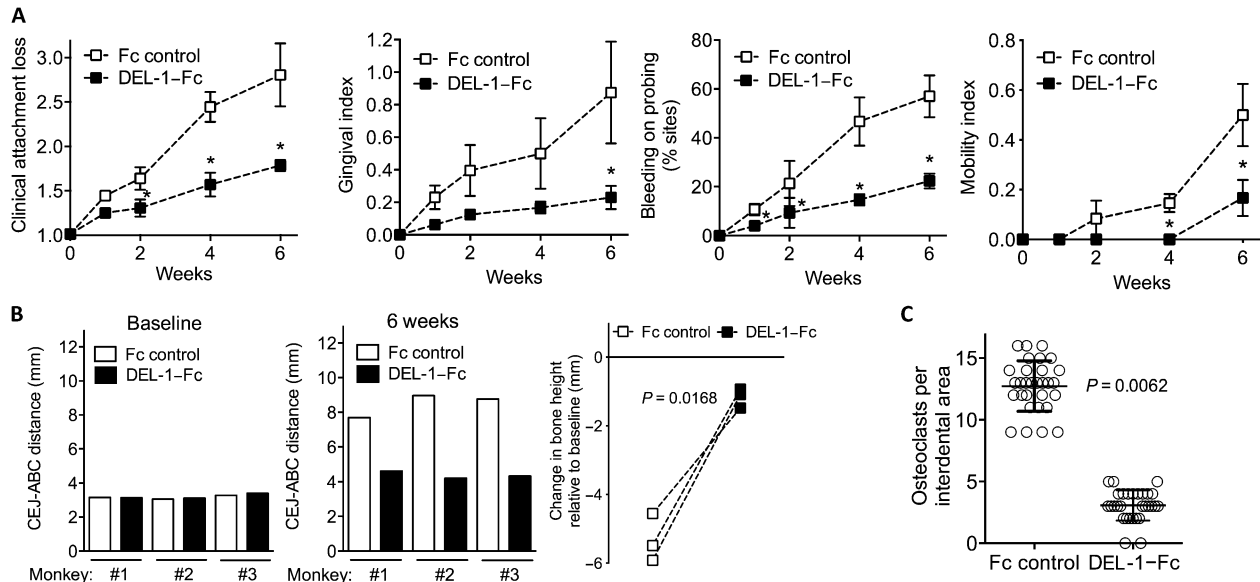 A
Clinical attachment loss
3.0
2.5
2.0
1.5
1.0
Fc control
DEL-1–Fc
*
*
*
0 2 4 6
Weeks
Gingival index
1.2
1.0
0.8
0.6
0.4
0.2
0.0
Fc control
DEL-1–Fc
*
0 2 4 6
Weeks
Bleeding on probing
(% sites)
80
60
40
20
0
Fc control
DEL-1–Fc
*
*
*
*
0 2 4 6
Weeks
Mobility index
0.8
0.6
0.4
0.2
0.0
Fc control
DEL-1–Fc
*
*
0 2 4 6
Weeks
B
Baseline
CEJ-ABC distance (mm)
12
10
8
6
4
2
0
Fc control
DEL-1–Fc
Monkey: #1 #2 #3
6 weeks
CEJ-ABC distance (mm)
12
10
8
6
4
2
0
Fc control
DEL-1–Fc
Monkey: #1 #2 #3
Fc control DEL-1–Fc
Change in bone height
relative to baseline (mm)
0
−2
−4
−6
P = 0.0168
C
Osteoclasts per
interdental area
15
10
5
0
P = 0.0062
Fc control DEL-1–Fc